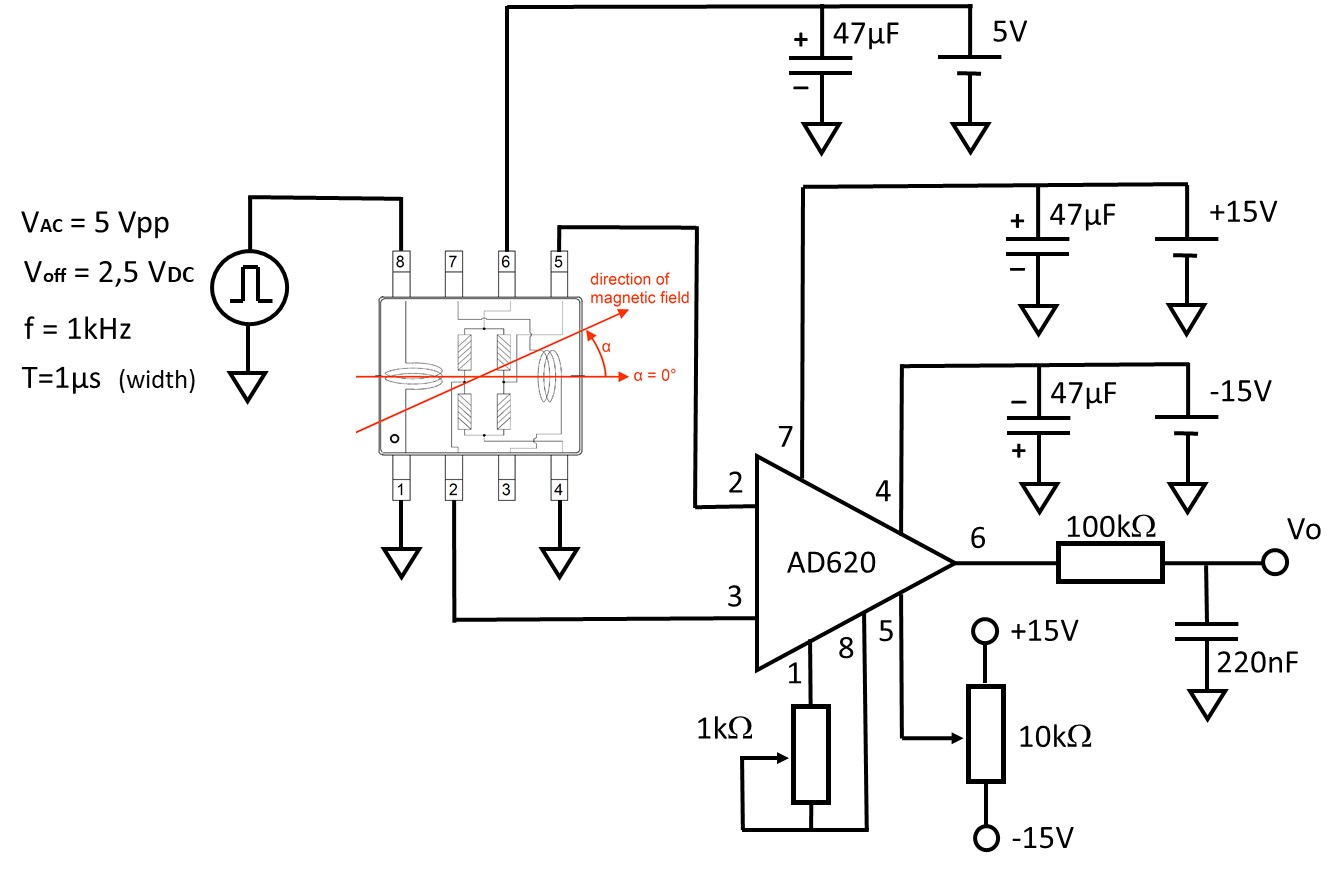 47µF
5V
+
−
VAC = 5 Vpp
Voff = 2,5 VDC
f = 1kHz
T=1µs (width)
+15V
47µF
+
−
8 7 6 5
direction of
magnetic field
α
α = 0°
1 2 3 4
-15V
47µF
−
+
7
2
4
3
AD620
6
100kΩ
Vo
5
8
1
+15V
220nF
1kΩ
10kΩ
-15V